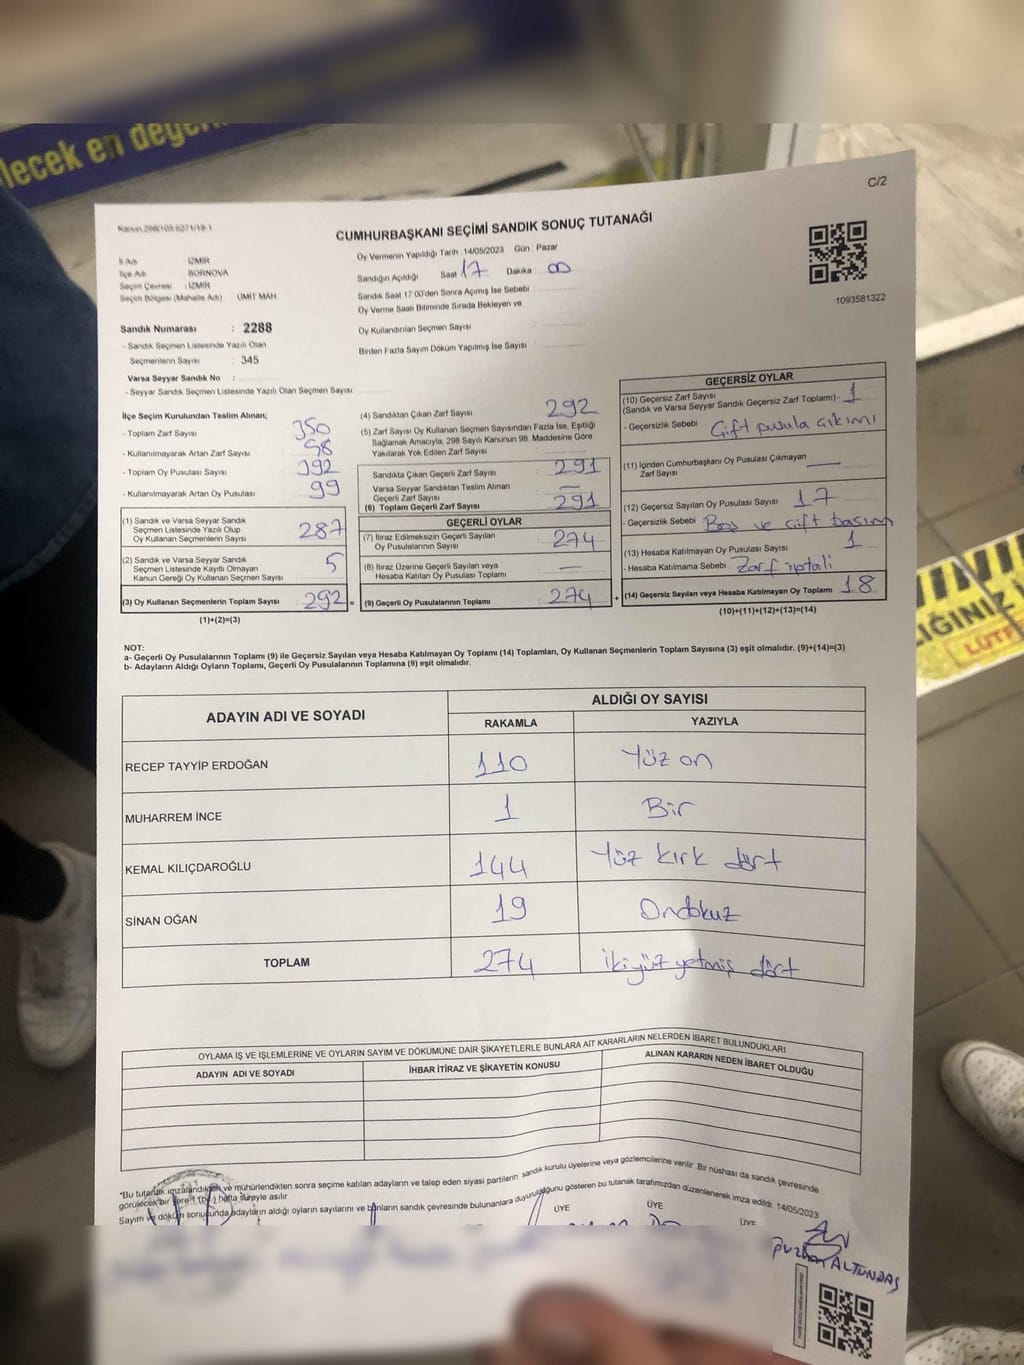 lecek en değer
C/2
Kanun 298/105,6271/18-1
CUMHURBAŞKANI SEÇİMİ SANDIK SONUÇ TUTANAĞI
İl Adı : İZMİR
İlçe Adı : BORNOVA
Seçim Çevresi : İZMİR
Seçim Bölgesi (Mahalle Adı) : ÜMİT MAH.
Sandık Numarası : 2288
- Sandık Seçmen Listesinde Yazılı Olan
Seçmenlerin Sayısı : 345
Varsa Seyyar Sandık No :
- Seyyar Sandık Seçmen Listesinde Yazılı Olan Seçmen Sayısı:
Oy Vermenin Yapıldığı Tarih : 14/05/2023 Gün : Pazar
Sandığın Açıldığı Saat 17 Dakika 00
Sandık Saat 17:00'den Sonra Açımış İse Sebebi
Oy Verme Saati Bitiminde Sırada Bekleyen ve
Oy Kullandırılan Seçmen Sayısı
Birden Fazla Sayım Döküm Yapılmış İse Sayısı
1093581322
İlçe Seçim Kurulundan Teslim Alınan;
- Toplam Zarf Sayısı : 350
- Kullanılmayarak Artan Zarf Sayısı : 58
- Toplam Oy Pusulası Sayısı : 392
- Kullanılmayarak Artan Oy Pusulası : 99
(1) Sandık ve Varsa Seyyar Sandık
Seçmen Listesinde Yazılı Olup
Oy Kullanan Seçmenlerin Sayısı : 287
(2) Sandık ve Varsa Seyyar Sandık
Seçmen Listesinde Kayıtlı Olmayan
Kanun Gereği Oy Kullanan Seçmen Sayısı : 5
(3) Oy Kullanan Seçmenlerin Toplam Sayısı : 292 =
(1)+(2)=(3)
(4) Sandıktan Çıkan Zarf Sayısı : 292
(5) Zarf Sayısı Oy Kullanan Seçmen Sayısından Fazla İse, Eşitliği
Sağlamak Amacıyla; 298 Sayılı Kanunun 98. Maddesine Göre
Yakılarak Yok Edilen Zarf Sayısı :
Sandıkta Çıkan Geçerli Zarf Sayısı : 291
Varsa Seyyar Sandıktan Teslim Alınan
Geçerli Zarf Sayısı : —
(6) Toplam Geçerli Zarf Sayısı : 291
GEÇERLİ OYLAR
(7) İtiraz Edilmeksizin Geçerli Sayılan
Oy Pusulalarının Sayısı : 274
(8) İtiraz Üzerine Geçerli Sayılan veya
Hesaba Katılan Oy Pusulası Toplamı : —
(9) Geçerli Oy Pusulalarının Toplamı : 274 +
GEÇERSİZ OYLAR
(10) Geçersiz Zarf Sayısı
(Sandık ve Varsa Seyyar Sandık Geçersiz Zarf Toplamı) : 1
- Geçersizlik Sebebi : Çift pusula çıkımı
(11) İçinden Cumhurbaşkanı Oy Pusulası Çıkmayan
Zarf Sayısı : —
(12) Geçersiz Sayılan Oy Pusulası Sayısı : 17
- Geçersizlik Sebebi : Boş ve çift basım
(13) Hesaba Katılmayan Oy Pusulası Sayısı : 1
- Hesaba Katılmama Sebebi : Zarf iptali
(14) Geçersiz Sayılan veya Hesaba Katılmayan Oy Toplamı : 18
(10)+(11)+(12)+(13)=(14)
NOT:
a- Geçerli Oy Pusulalarının Toplamı (9) ile Geçersiz Sayılan veya Hesaba Katılmayan Oy Toplamı (14) Toplamları, Oy Kullanan Seçmenlerin Toplam Sayısına (3) eşit olmalıdır. (9)+(14)=(3)
b- Adayların Aldığı Oyların Toplamı, Geçerli Oy Pusulalarının Toplamına (9) eşit olmalıdır.
ADAYIN ADI VE SOYADI
ALDIĞI OY SAYISI
RAKAMLA YAZIYLA
RECEP TAYYİP ERDOĞAN 110 Yüz on
MUHARREM İNCE 1 Bir
KEMAL KILIÇDAROĞLU 144 Yüz kırk dört
SİNAN OĞAN 19 Ondokuz
TOPLAM 274 ikiyüz yetmiş dört
OYLAMA İŞ VE İŞLEMLERİNE VE OYLARIN SAYIM VE DÖKÜMÜNE DAİR ŞİKAYETLERLE BUNLARA AİT KARARLARIN NELERDEN İBARET BULUNDUKLARI
ADAYIN ADI VE SOYADI İHBAR İTİRAZ VE ŞİKAYETİN KONUSU ALINAN KARARIN NEDEN İBARET OLDUĞU
"Bu tutanak imzalandıktan ve mühürlendikten sonra seçime katılan adayların ve talep eden siyasi partilerin sandık kurulu üyelerine veya gözlemcilerine verilir. Bir nüshası da sandık çevresinde
görülecek bir yere 1 (bir) hafta süreyle asılır.
Sayım ve döküm sonucunda adayların aldığı oyların sayılarını ve bunların sandık çevresinde bulunanlara duyurulduğunu gösteren bu tutanak tarafımızdan düzenlenerek imza edildi. 14/05/2023
ÜYE ÜYE ÜYE
ALTUNDAŞ
IĞINIZ
LÜTF